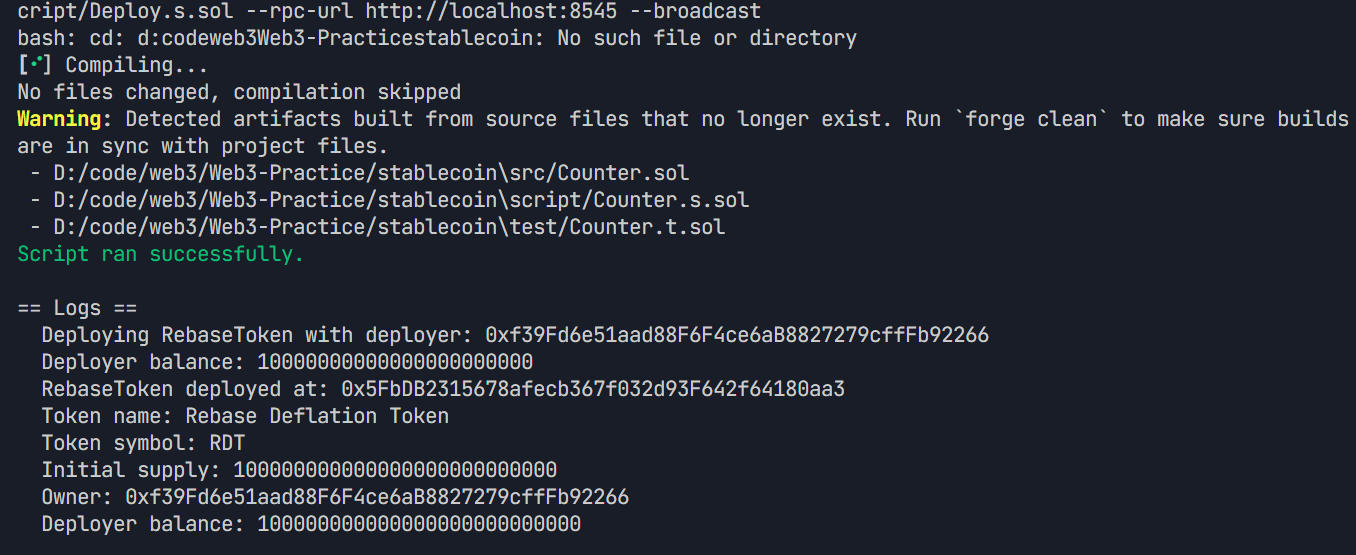 cript/Deploy.s.sol --rpc-url http://localhost:8545 --broadcast
bash: cd: d:codeweb3Web3-Practicestablecoin: No such file or directory
[⠊] Compiling...
No files changed, compilation skipped
Warning: Detected artifacts built from source files that no longer exist. Run `forge clean` to make sure builds
are in sync with project files.
- D:/code/web3/Web3-Practice/stablecoin\src/Counter.sol
- D:/code/web3/Web3-Practice/stablecoin\script/Counter.s.sol
- D:/code/web3/Web3-Practice/stablecoin\test/Counter.t.sol
Script ran successfully.
== Logs ==
Deploying RebaseToken with deployer: 0xf39Fd6e51aad88F6F4ce6aB8827279cffFb92266
Deployer balance: 10000000000000000000000
RebaseToken deployed at: 0x5FbDB2315678afecb367f032d93F642f64180aa3
Token name: Rebase Deflation Token
Token symbol: RDT
Initial supply: 100000000000000000000000000
Owner: 0xf39Fd6e51aad88F6F4ce6aB8827279cffFb92266
Deployer balance: 100000000000000000000000000